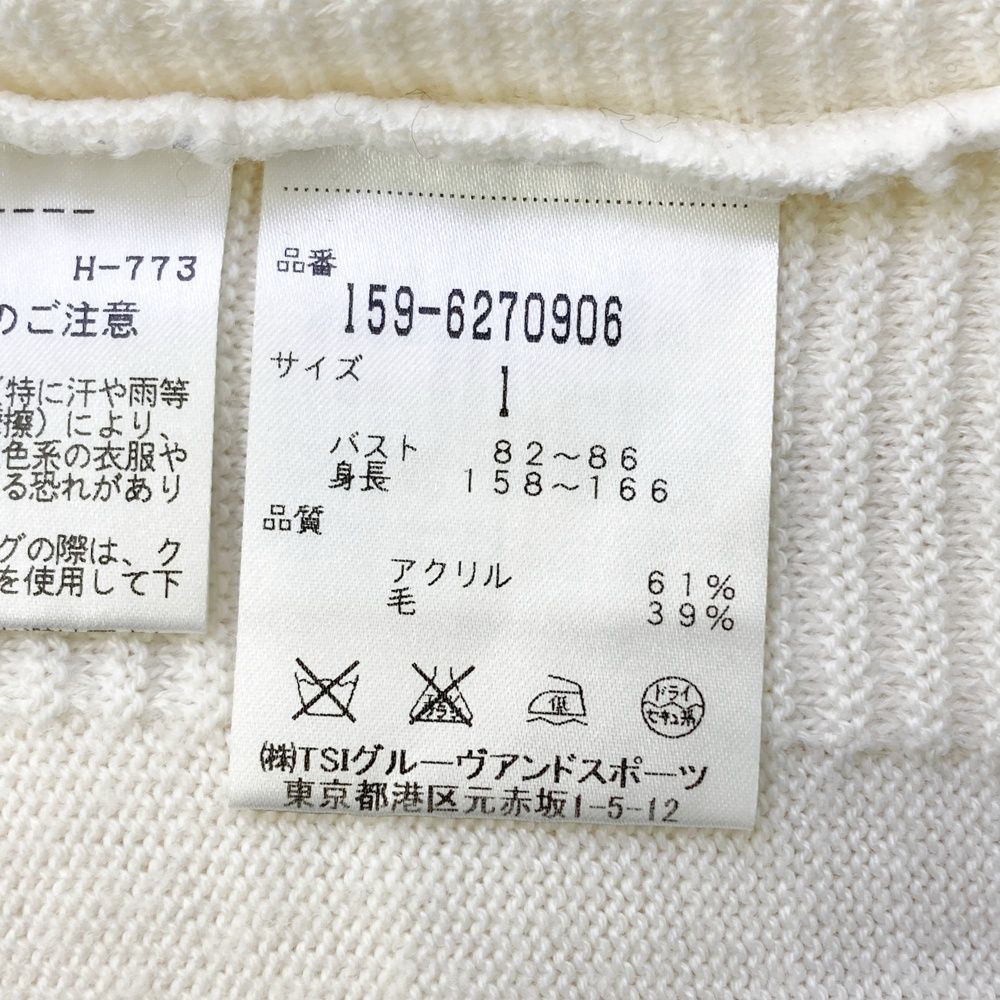 H-773
のご注意
(特に汗や雨等
擦)により、
色系の衣服や
る恐れがあり
グの際は、ク
を使用して下
品番
159-6270906
サイズ
1
バスト 82～86
身長 158～166
品質
アクリル 61%
毛 39%
低
ドライ
セキユ系
(株)TSIグルーヴアンドスポーツ
東京都港区元赤坂1-5-12